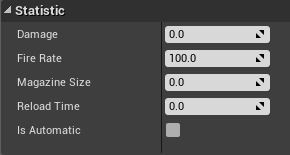 Statistic
Damage 0.0
Fire Rate 100.0
Magazine Size 0.0
Reload Time 0.0
Is Automatic